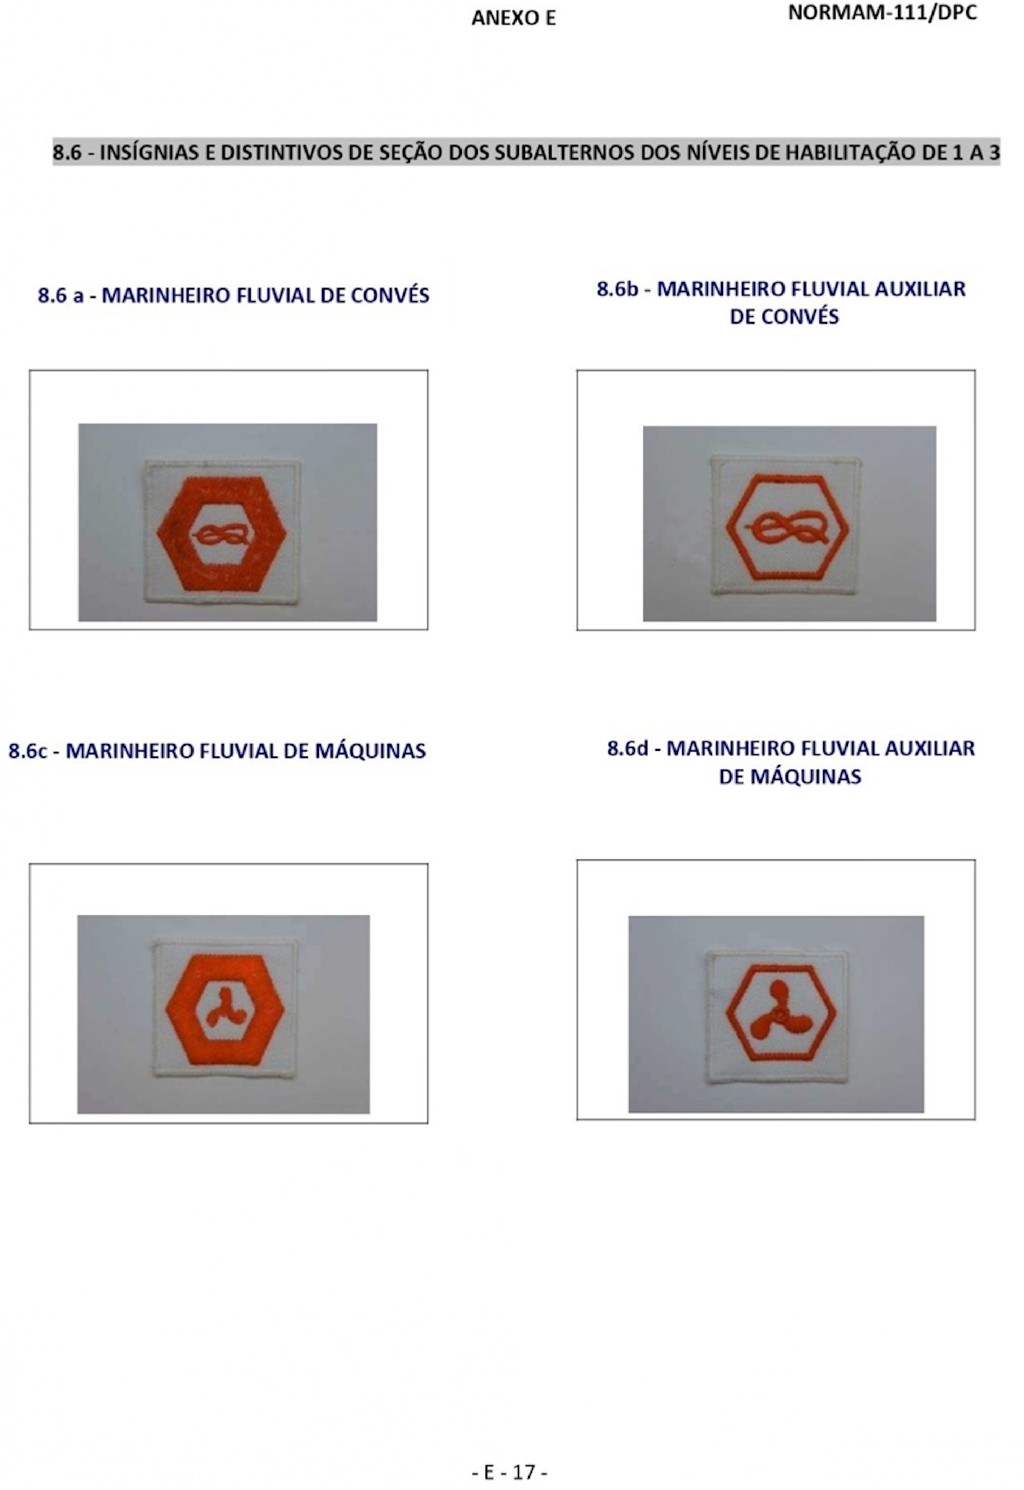 ANEXO E
NORMAM-111/DPC
8.6 - INSÍGNIAS E DISTINTIVOS DE SEÇÃO DOS SUBALTERNOS DOS NÍVEIS DE HABILITAÇÃO DE 1 A 3
8.6 a - MARINHEIRO FLUVIAL DE CONVÉS
8.6b - MARINHEIRO FLUVIAL AUXILIAR
DE CONVÉS
8.6c - MARINHEIRO FLUVIAL DE MÁQUINAS
8.6d - MARINHEIRO FLUVIAL AUXILIAR
DE MÁQUINAS
- E - 17 -